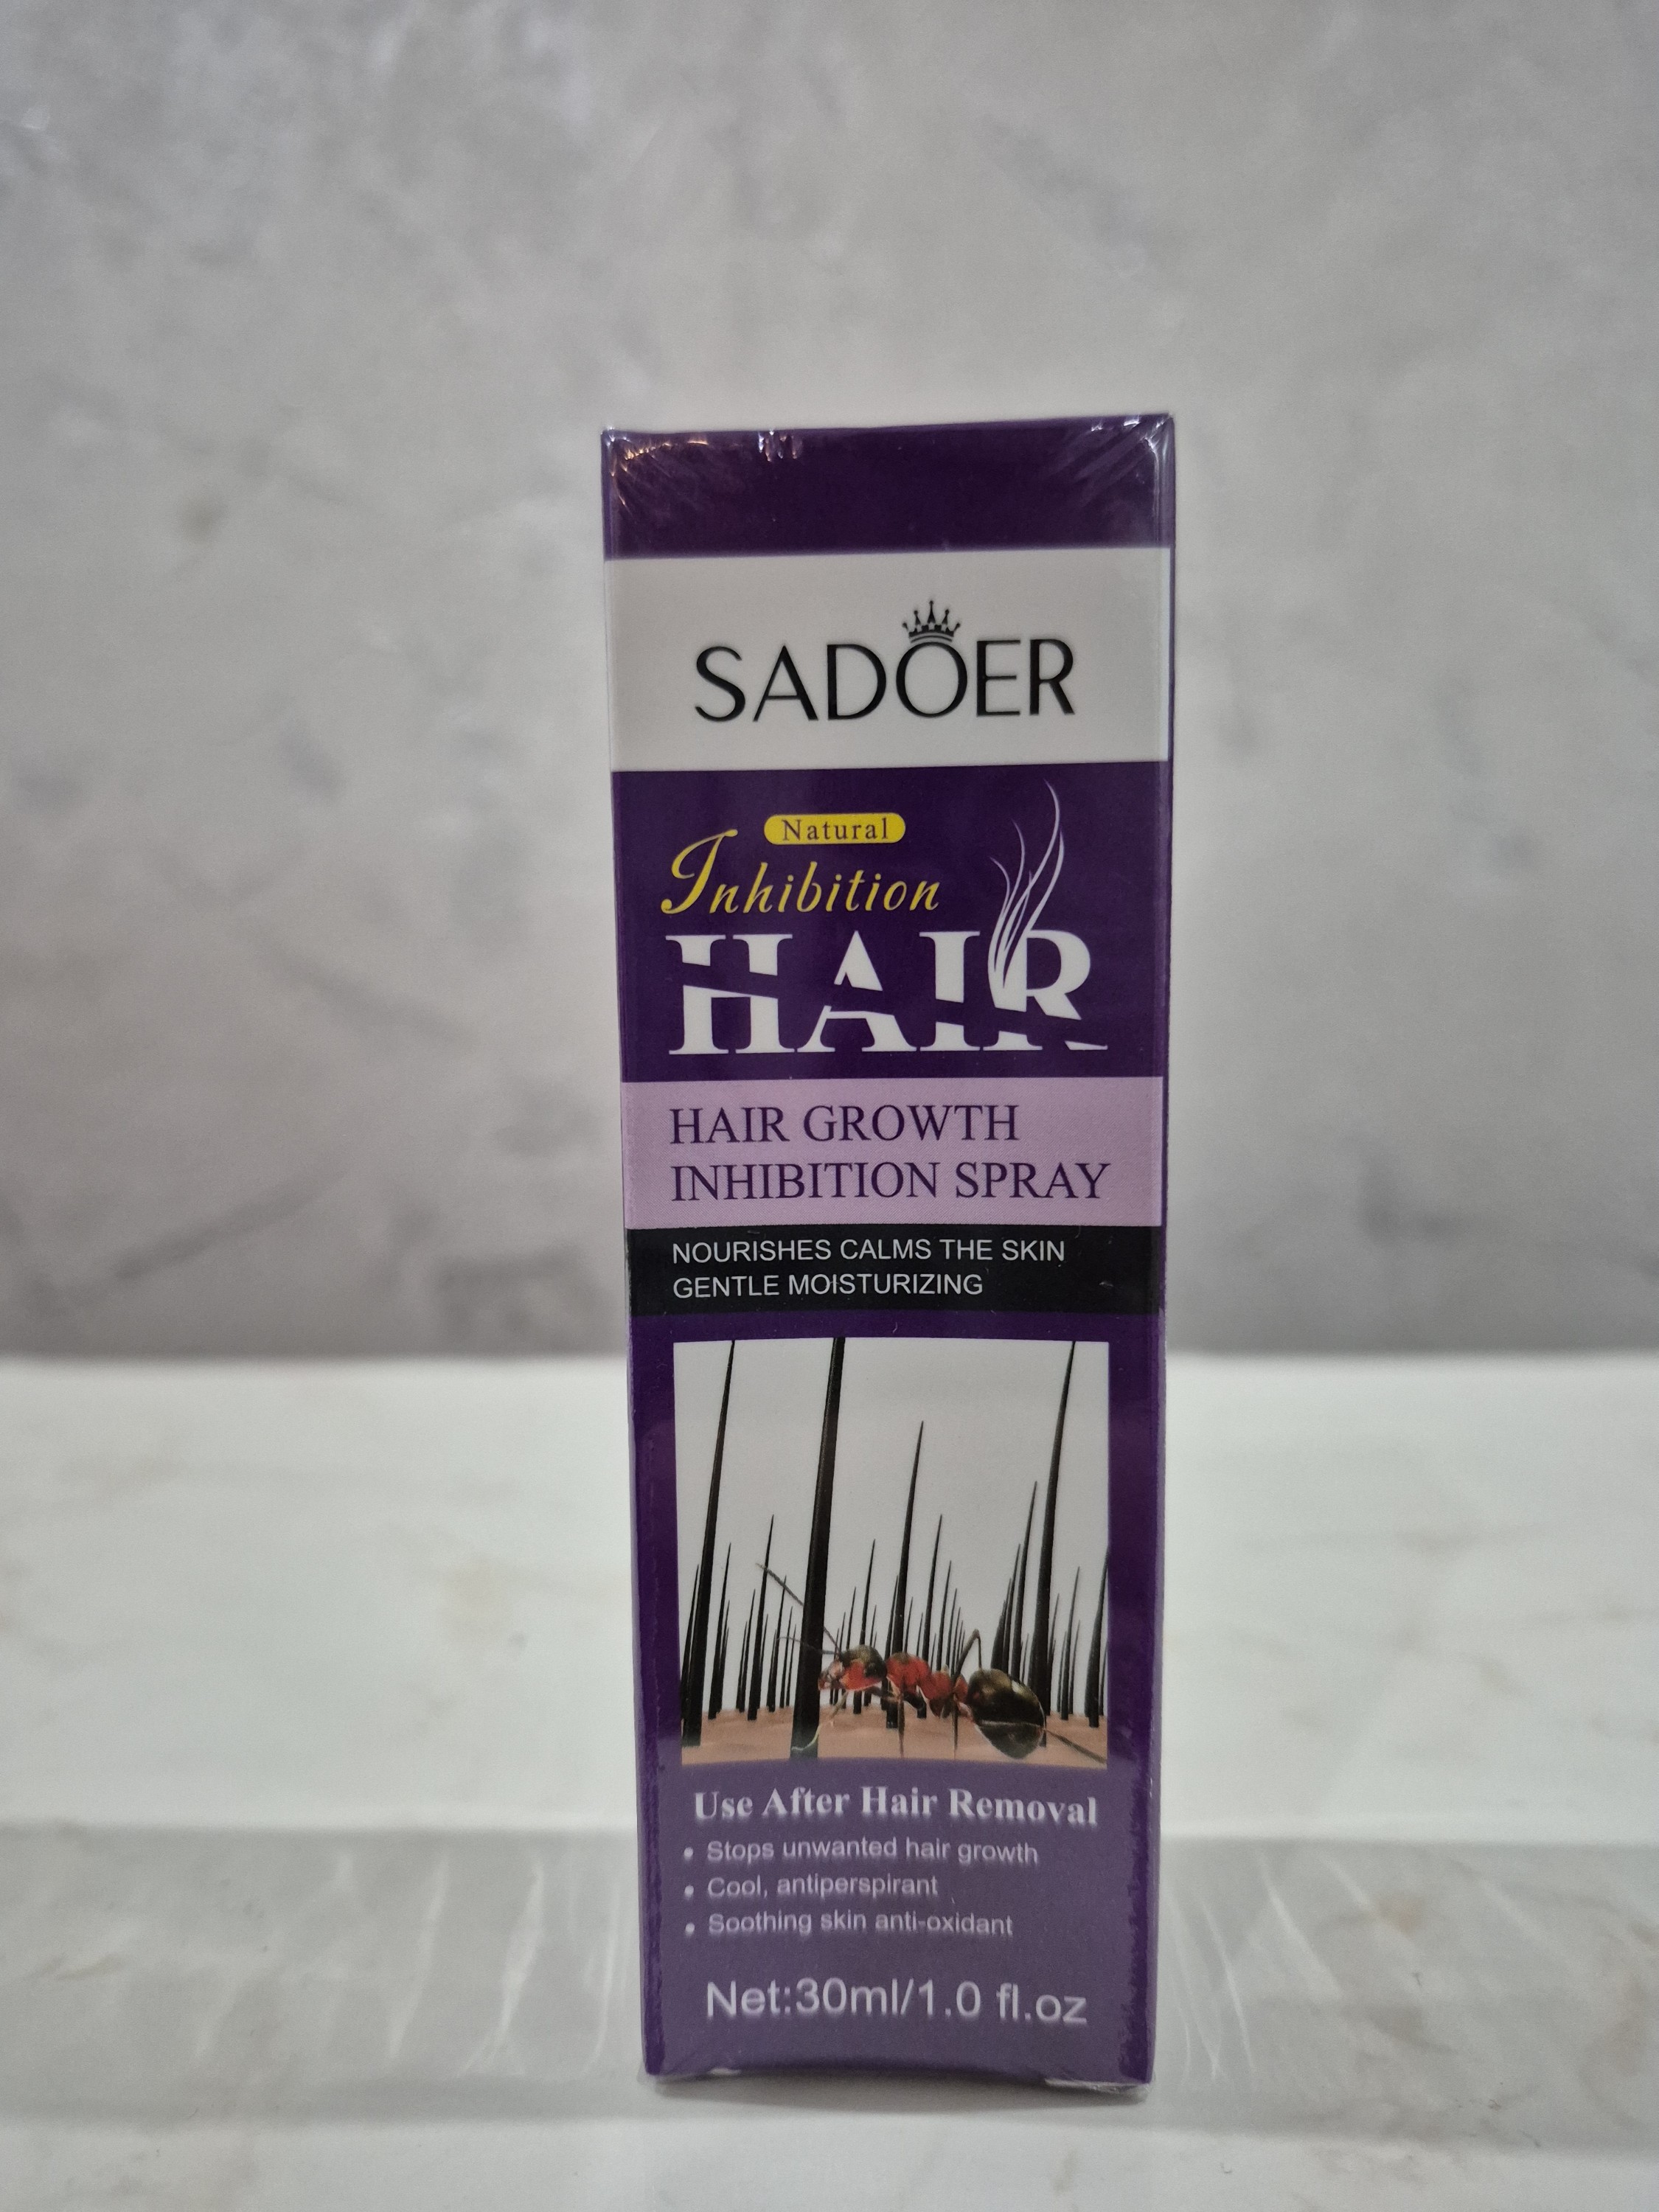 SADOER
Natural
Inhibition
HAIR
HAIR GROWTH
INHIBITION SPRAY
NOURISHES CALMS THE SKIN
GENTLE MOISTURIZING
Use After Hair Removal
• Stops unwanted hair growth
• Cool, antiperspirant
• Soothing skin anti-oxidant
Net:30ml/1.0 fl.oz